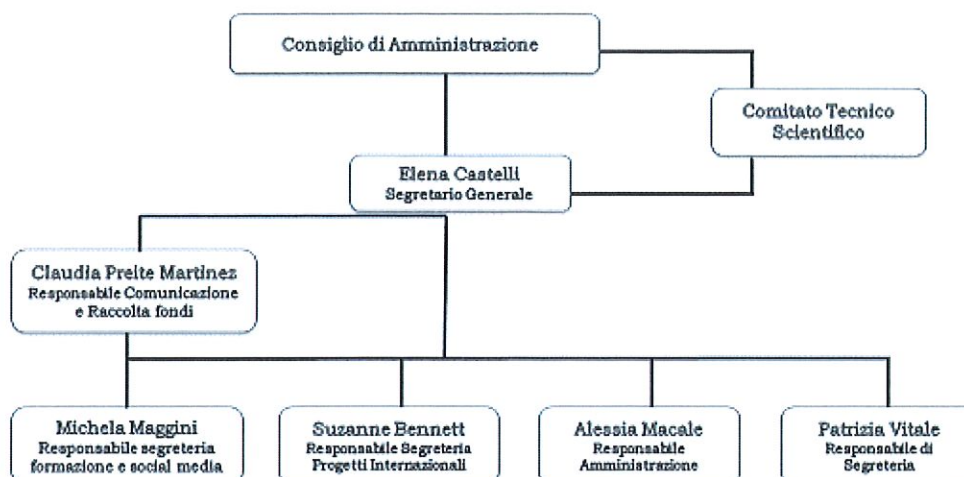 Consiglio di Amministrazione
Comitato Tecnico
Scientifico
Elena Castelli
Segretario Generale
Claudia Preite Martinez
Responsabile Comunicazione
e Raccolta fondi
Michela Maggini
Responsabile segreteria
formazione e social media
Suzanne Bennett
Responsabile Segreteria
Progetti Internazionali
Alessia Macale
Responsabile
Amministrazione
Patrizia Vitale
Responsabile di
Segreteria